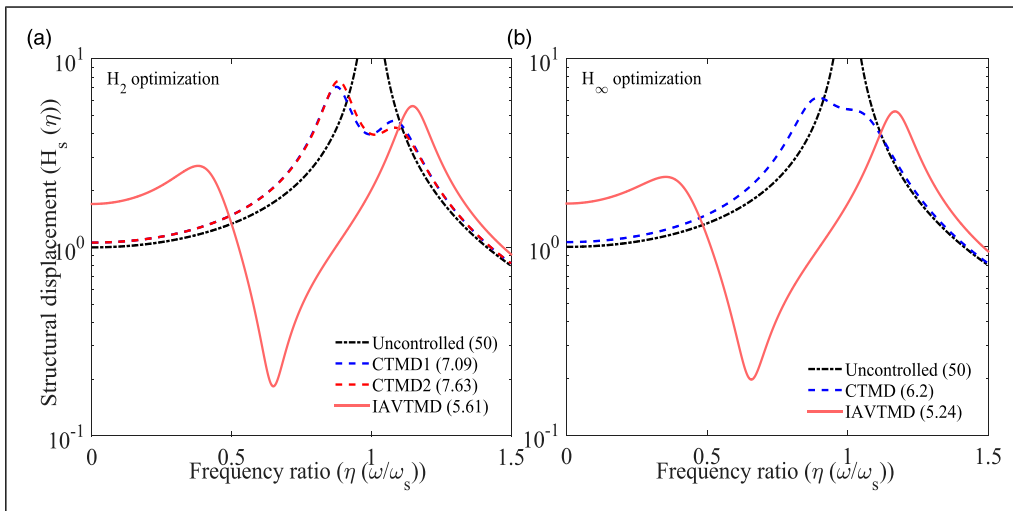 (a)
H2 optimization
Structural displacement (Hs (η))
10^1
10^0
10^-1
Uncontrolled (50)
CTMD1 (7.09)
CTMD2 (7.63)
IAVTMD (5.61)
0
0.5
1
1.5
Frequency ratio (η (ω/ωs))
(b)
H∞ optimization
10^1
10^0
10^-1
Uncontrolled (50)
CTMD (6.2)
IAVTMD (5.24)
0
0.5
1
1.5
Frequency ratio (η (ω/ωs))